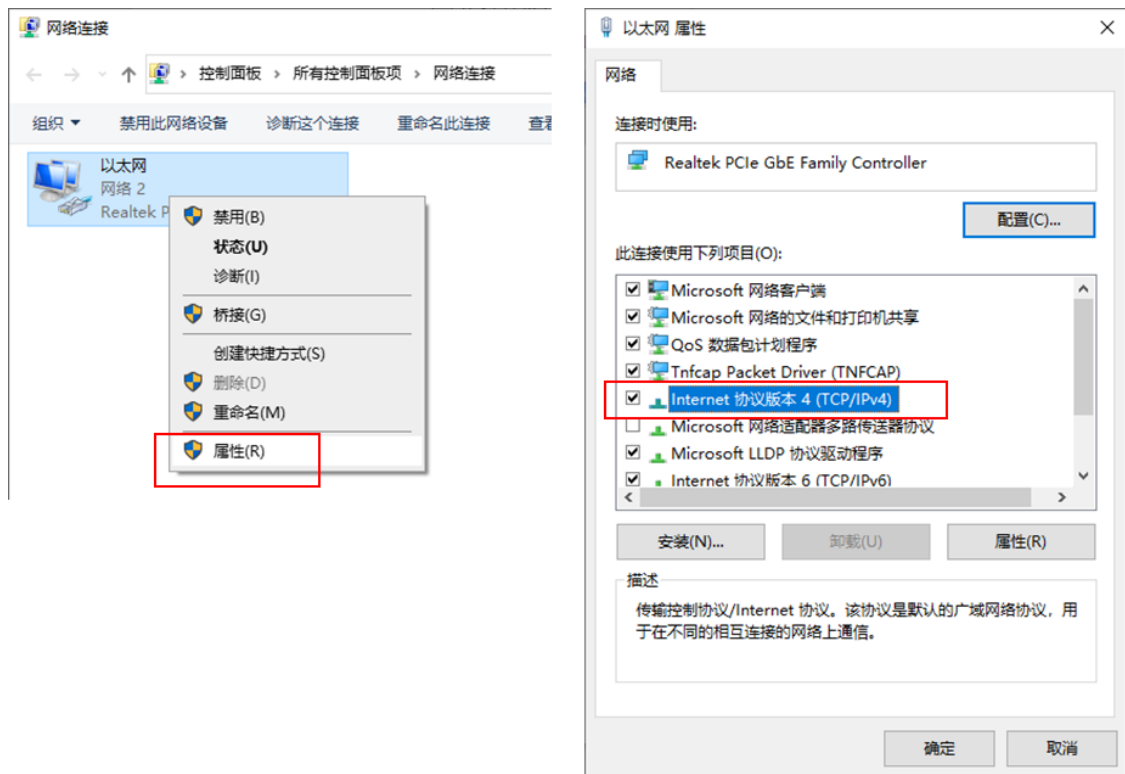 网络连接
控制面板 › 所有控制面板项 › 网络连接
组织 禁用此网络设备 诊断这个连接 重命名此连接
以太网
网络 2
Realtek P
禁用(B)
状态(U)
诊断(I)
桥接(G)
创建快捷方式(S)
删除(D)
重命名(M)
属性(R)
以太网 属性
网络
连接时使用:
Realtek PCIe GbE Family Controller
配置(C)...
此连接使用下列项目(O):
Microsoft 网络客户端
Microsoft 网络的文件和打印机共享
QoS 数据包计划程序
Tnfcap Packet Driver (TNFCAP)
Internet 协议版本 4 (TCP/IPv4)
Microsoft 网络适配器多路传送器协议
Microsoft LLDP 协议驱动程序
Internet 协议版本 6 (TCP/IPv6)
安装(N)... 卸载(U) 属性(R)
描述
传输控制协议/Internet 协议。该协议是默认的广域网络协议，用
于在不同的相互连接的网络上通信。
确定 取消